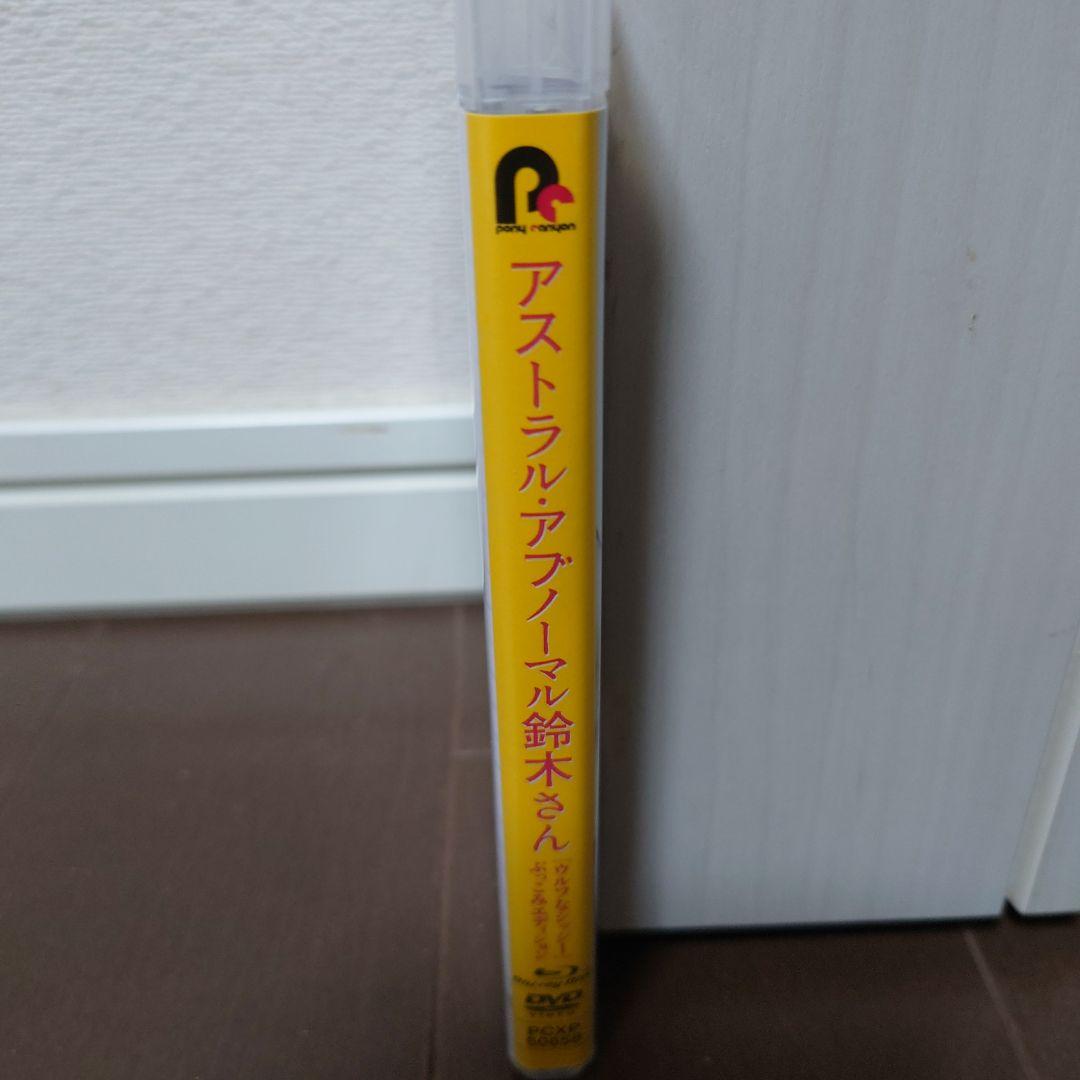 pony canyon
アストラル・アブノーマル鈴木さん
「ウルフなシッシー」
ぶっこみエディション
Blu-ray Disc
DVD
VIDEO
PCXP